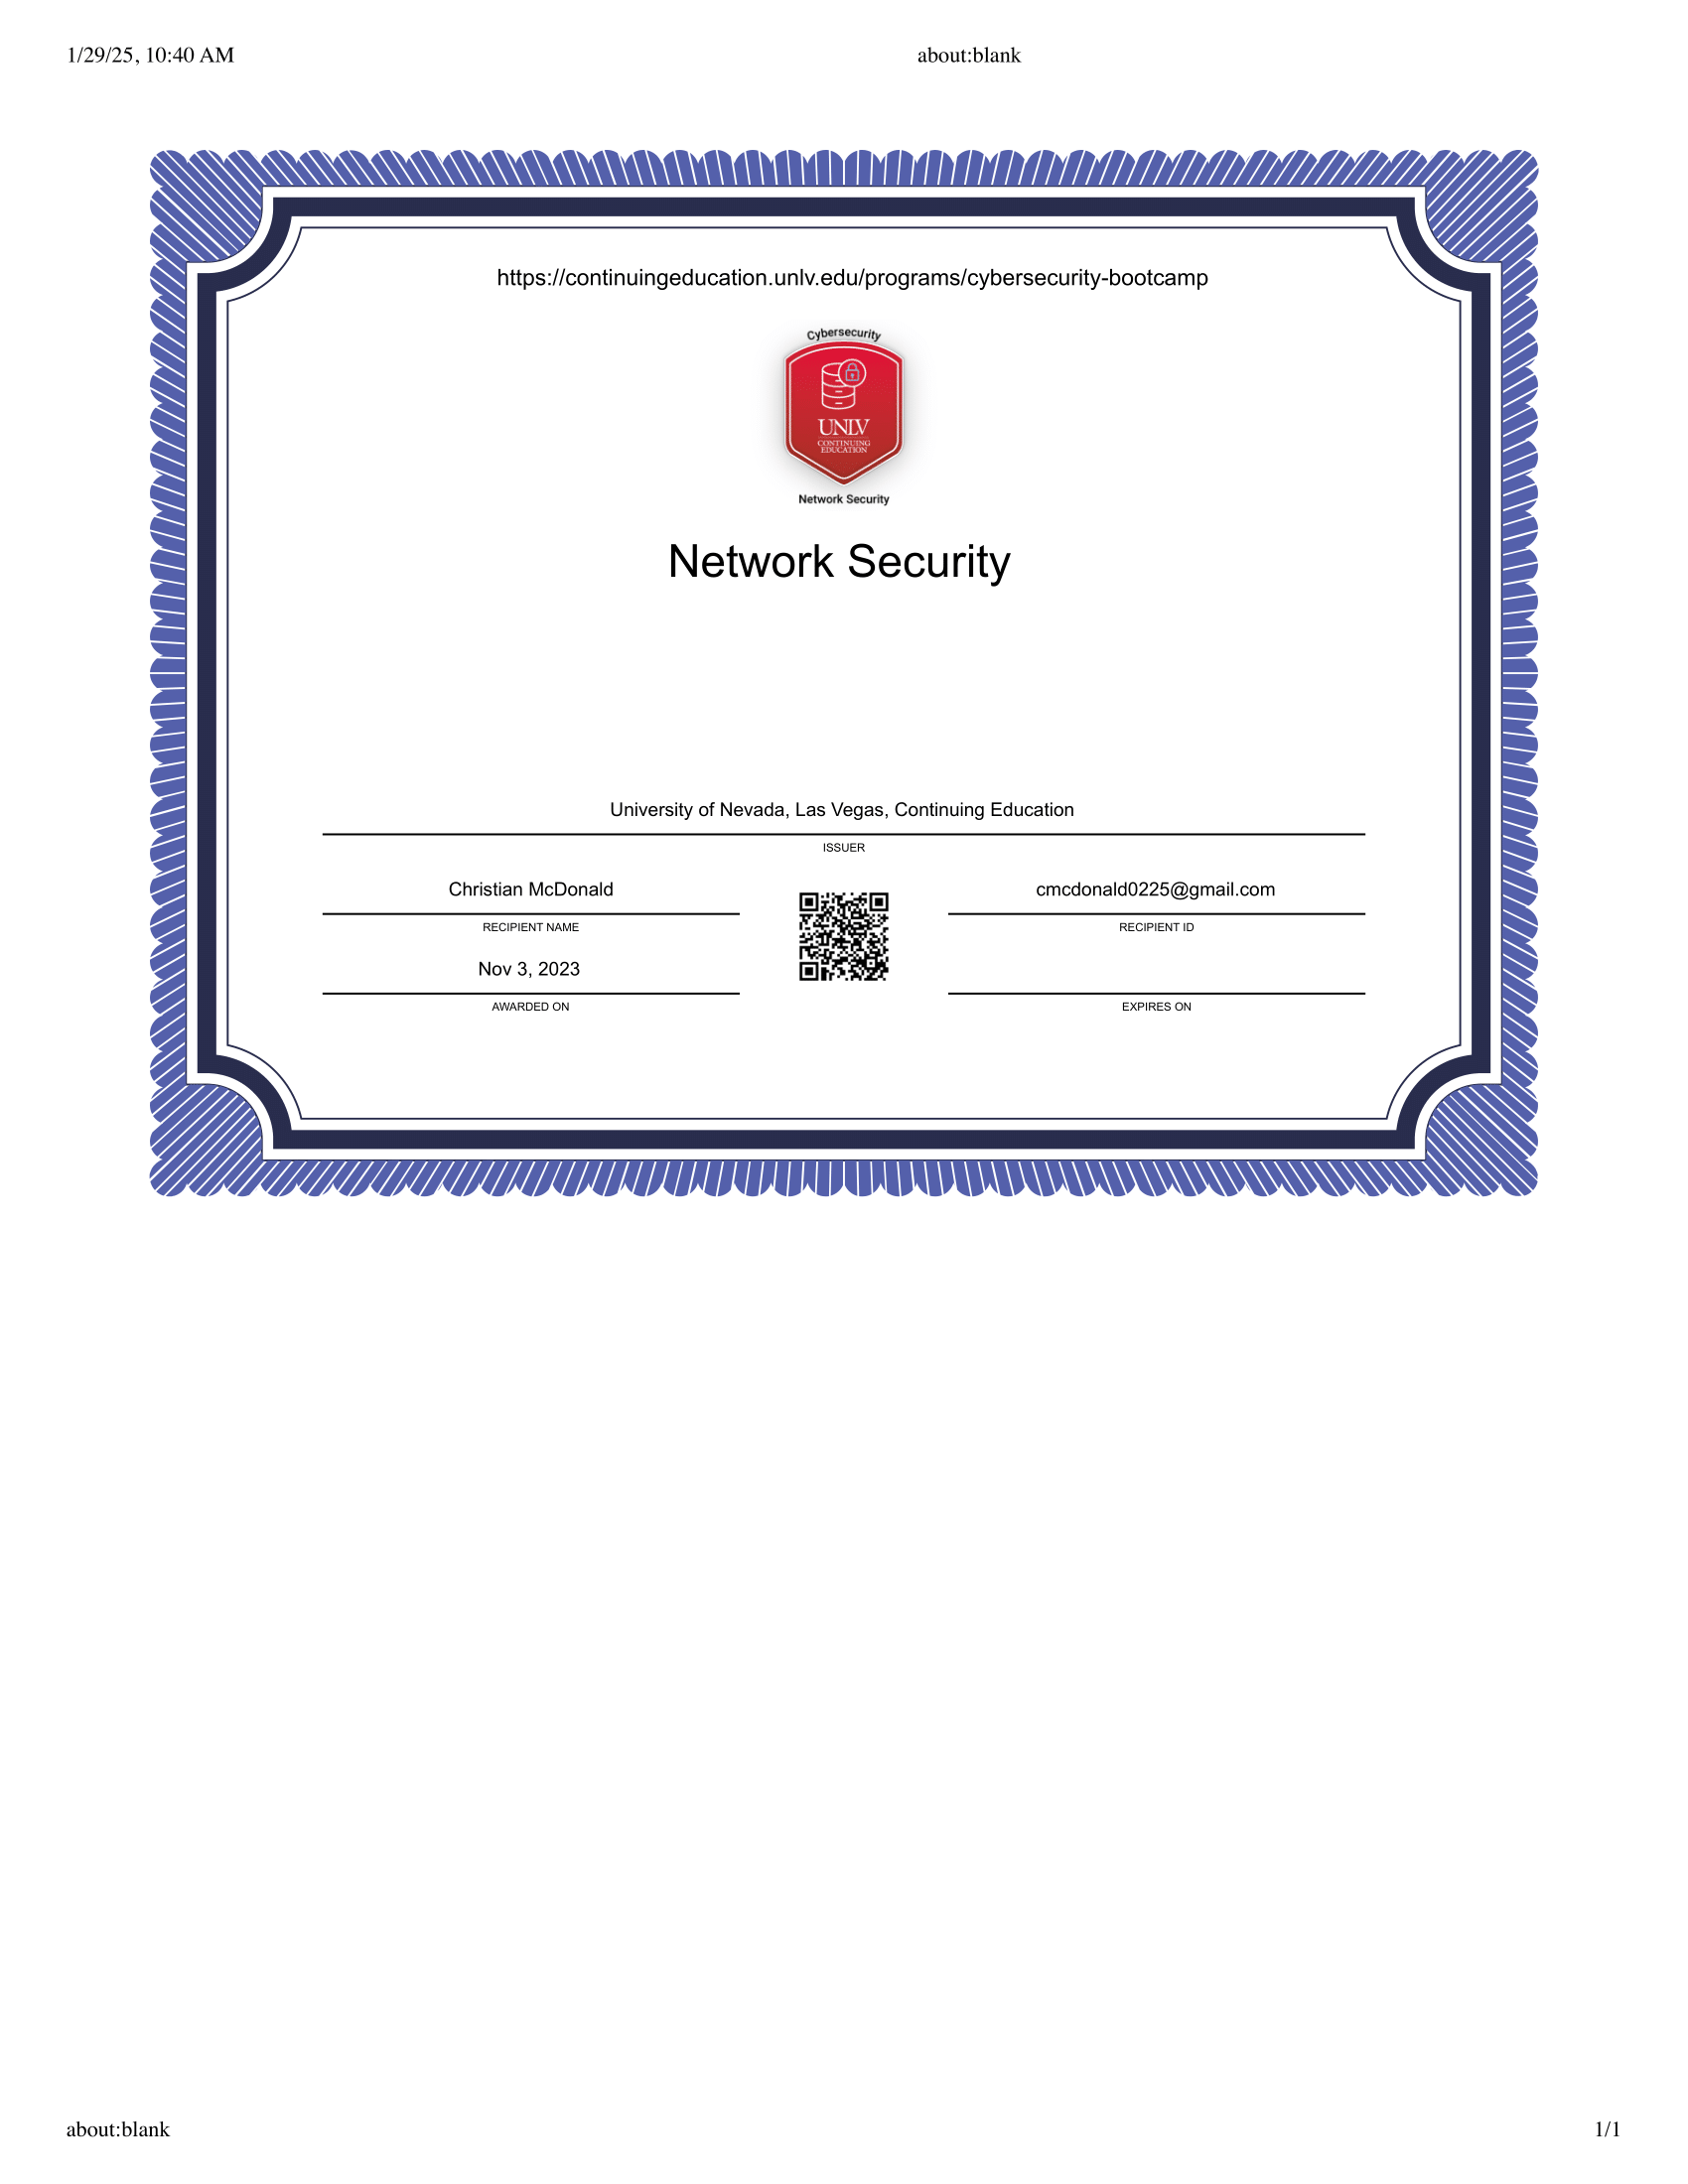 1/29/25, 10:40 AM
about:blank
https://continuingeducation.unlv.edu/programs/cybersecurity-bootcamp
Cybersecurity
UNLV
CONTINUING
EDUCATION
Network Security
Network Security
University of Nevada, Las Vegas, Continuing Education
ISSUER
Christian McDonald
cmcdonald0225@gmail.com
RECIPIENT NAME
RECIPIENT ID
Nov 3, 2023
AWARDED ON
EXPIRES ON
about:blank
1/1